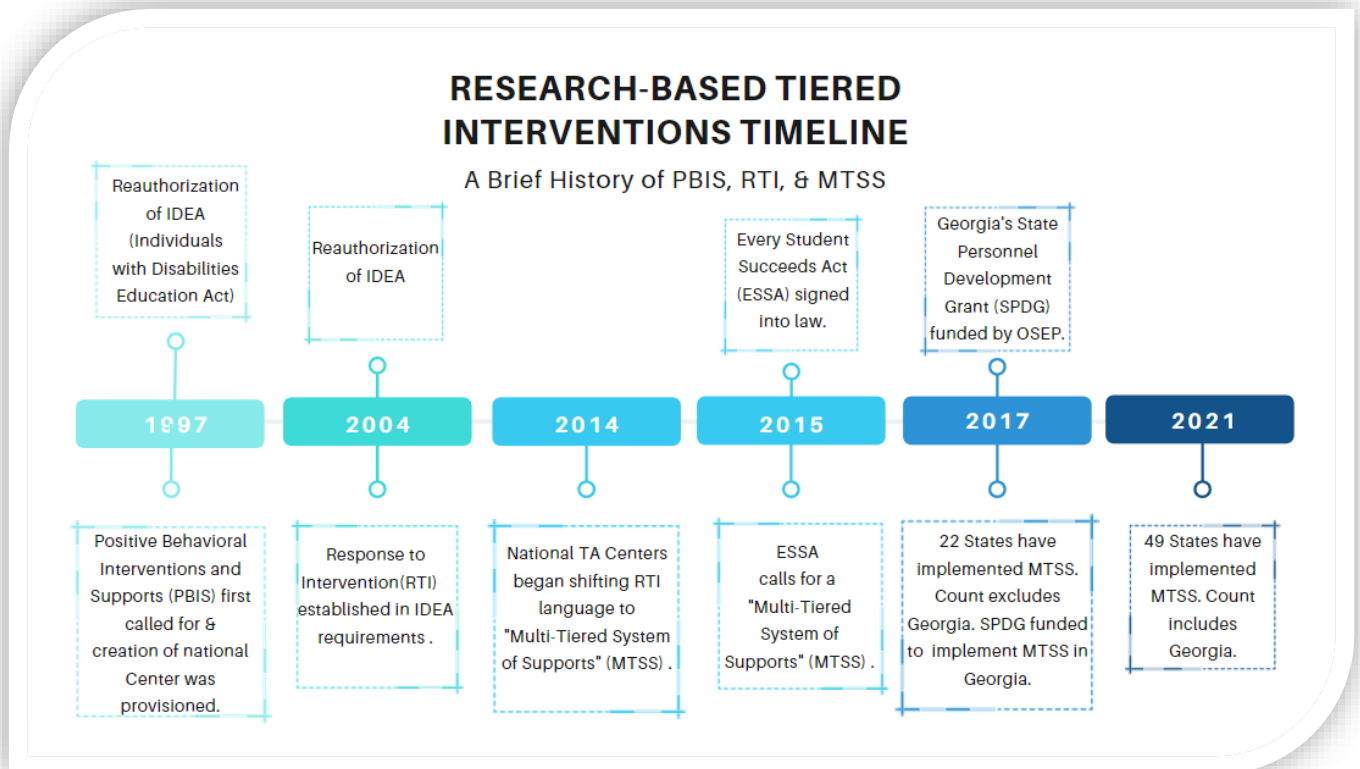 RESEARCH-BASED TIERED
INTERVENTIONS TIMELINE
A Brief History of PBIS, RTI, & MTSS
Reauthorization
of IDEA
(Individuals
with Disabilities
Education Act)
Reauthorization
of IDEA
Every Student
Succeeds Act
(ESSA) signed
into law.
Georgia's State
Personnel
Development
Grant (SPDG)
funded by OSEP.
1997
2004
2014
2015
2017
2021
Positive Behavioral
Interventions and
Supports (PBIS) first
called for &
creation of national
Center was
provisioned.
Response to
Intervention(RTI)
established in IDEA
requirements .
National TA Centers
began shifting RTI
language to
"Multi-Tiered System
of Supports" (MTSS) .
ESSA
calls for a
"Multi-Tiered
System of
Supports" (MTSS) .
22 States have
implemented MTSS.
Count excludes
Georgia. SPDG funded
to implement MTSS in
Georgia.
49 States have
implemented
MTSS. Count
includes
Georgia.